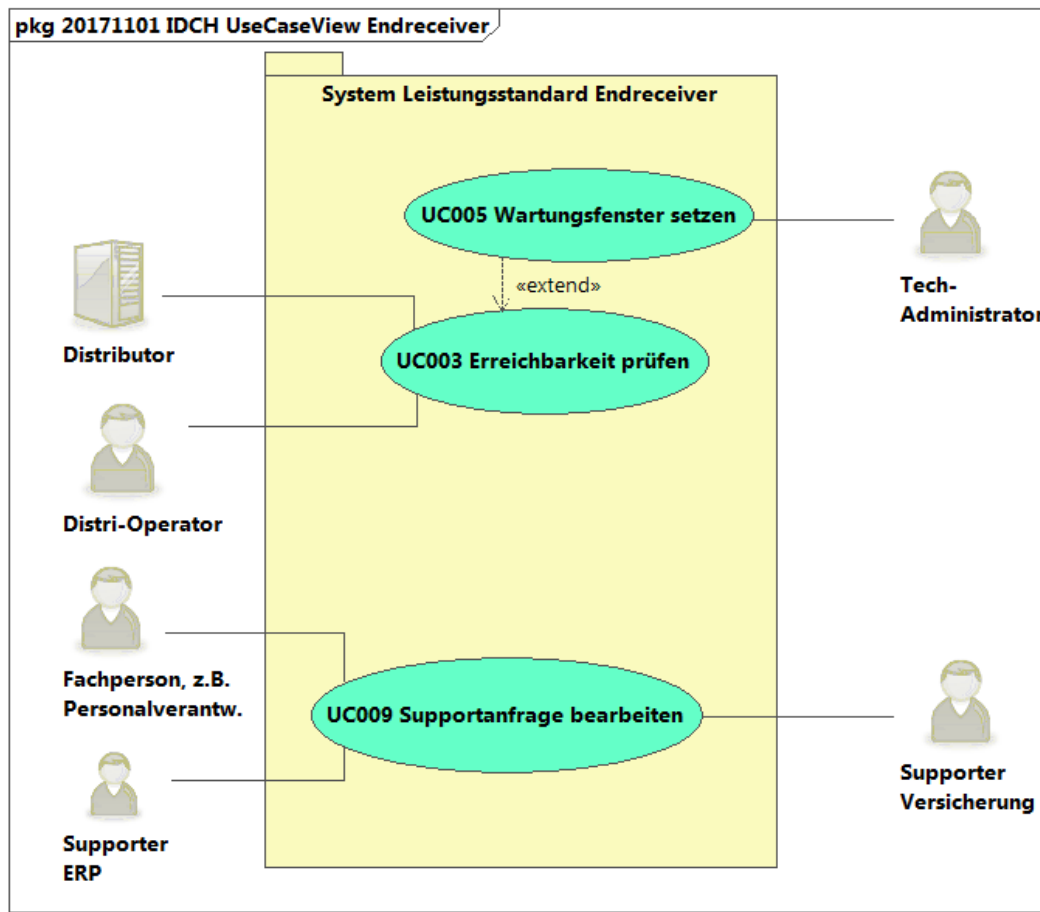 pkg 20171101 IDCH UseCaseView Endreceiver
System Leistungsstandard Endreceiver
UC005 Wartungsfenster setzen
Tech-
Administrator
«extend»
Distributor
UC003 Erreichbarkeit prüfen
Distri-Operator
Fachperson, z.B.
Personalverantw.
UC009 Supportanfrage bearbeiten
Supporter
Versicherung
Supporter
ERP